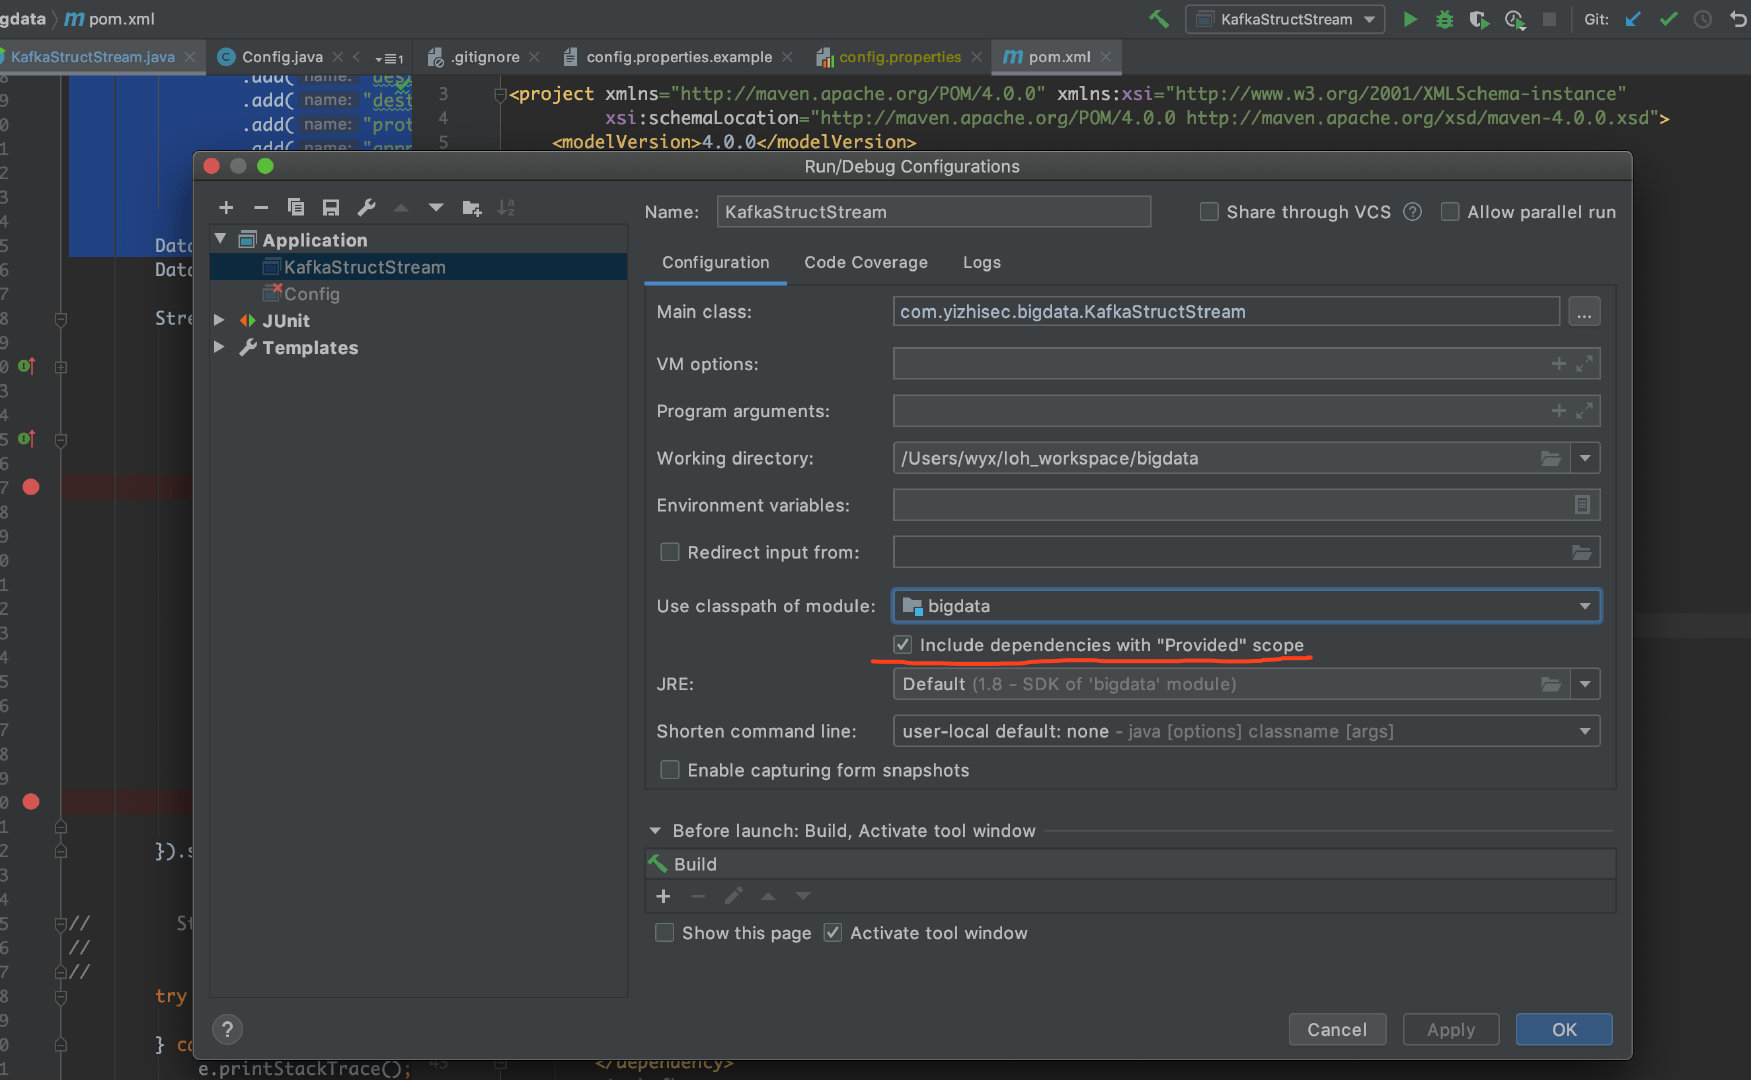 gdata pom.xml KafkaStructStream Git:
KafkaStructStream.java Config.java 1 .gitignore config.properties.example config.properties pom.xml
.add( name: "dest
.add( name: "prot
3 <project xmlns="http://maven.apache.org/POM/4.0.0" xmlns:xsi="http://www.w3.org/2001/XMLSchema-instance"
4 xsi:schemaLocation="http://maven.apache.org/POM/4.0.0 http://maven.apache.org/xsd/maven-4.0.0.xsd">
5 <modelVersion>4.0.0</modelVersion>
Data
Data
Stre
}).s
// St
//
//
try
} ca
e.printStackTrace();
Run/Debug Configurations
Application
KafkaStructStream
Config
JUnit
Templates
Name: KafkaStructStream Share through VCS ? Allow parallel run
Configuration Code Coverage Logs
Main class: com.yizhisec.bigdata.KafkaStructStream ...
VM options:
Program arguments:
Working directory: /Users/wyx/loh_workspace/bigdata
Environment variables:
Redirect input from:
Use classpath of module: bigdata
Include dependencies with "Provided" scope
JRE: Default (1.8 - SDK of 'bigdata' module)
Shorten command line: user-local default: none - java [options] classname [args]
Enable capturing form snapshots
Before launch: Build, Activate tool window
Build
Show this page Activate tool window
? Cancel Apply OK
</dependency>